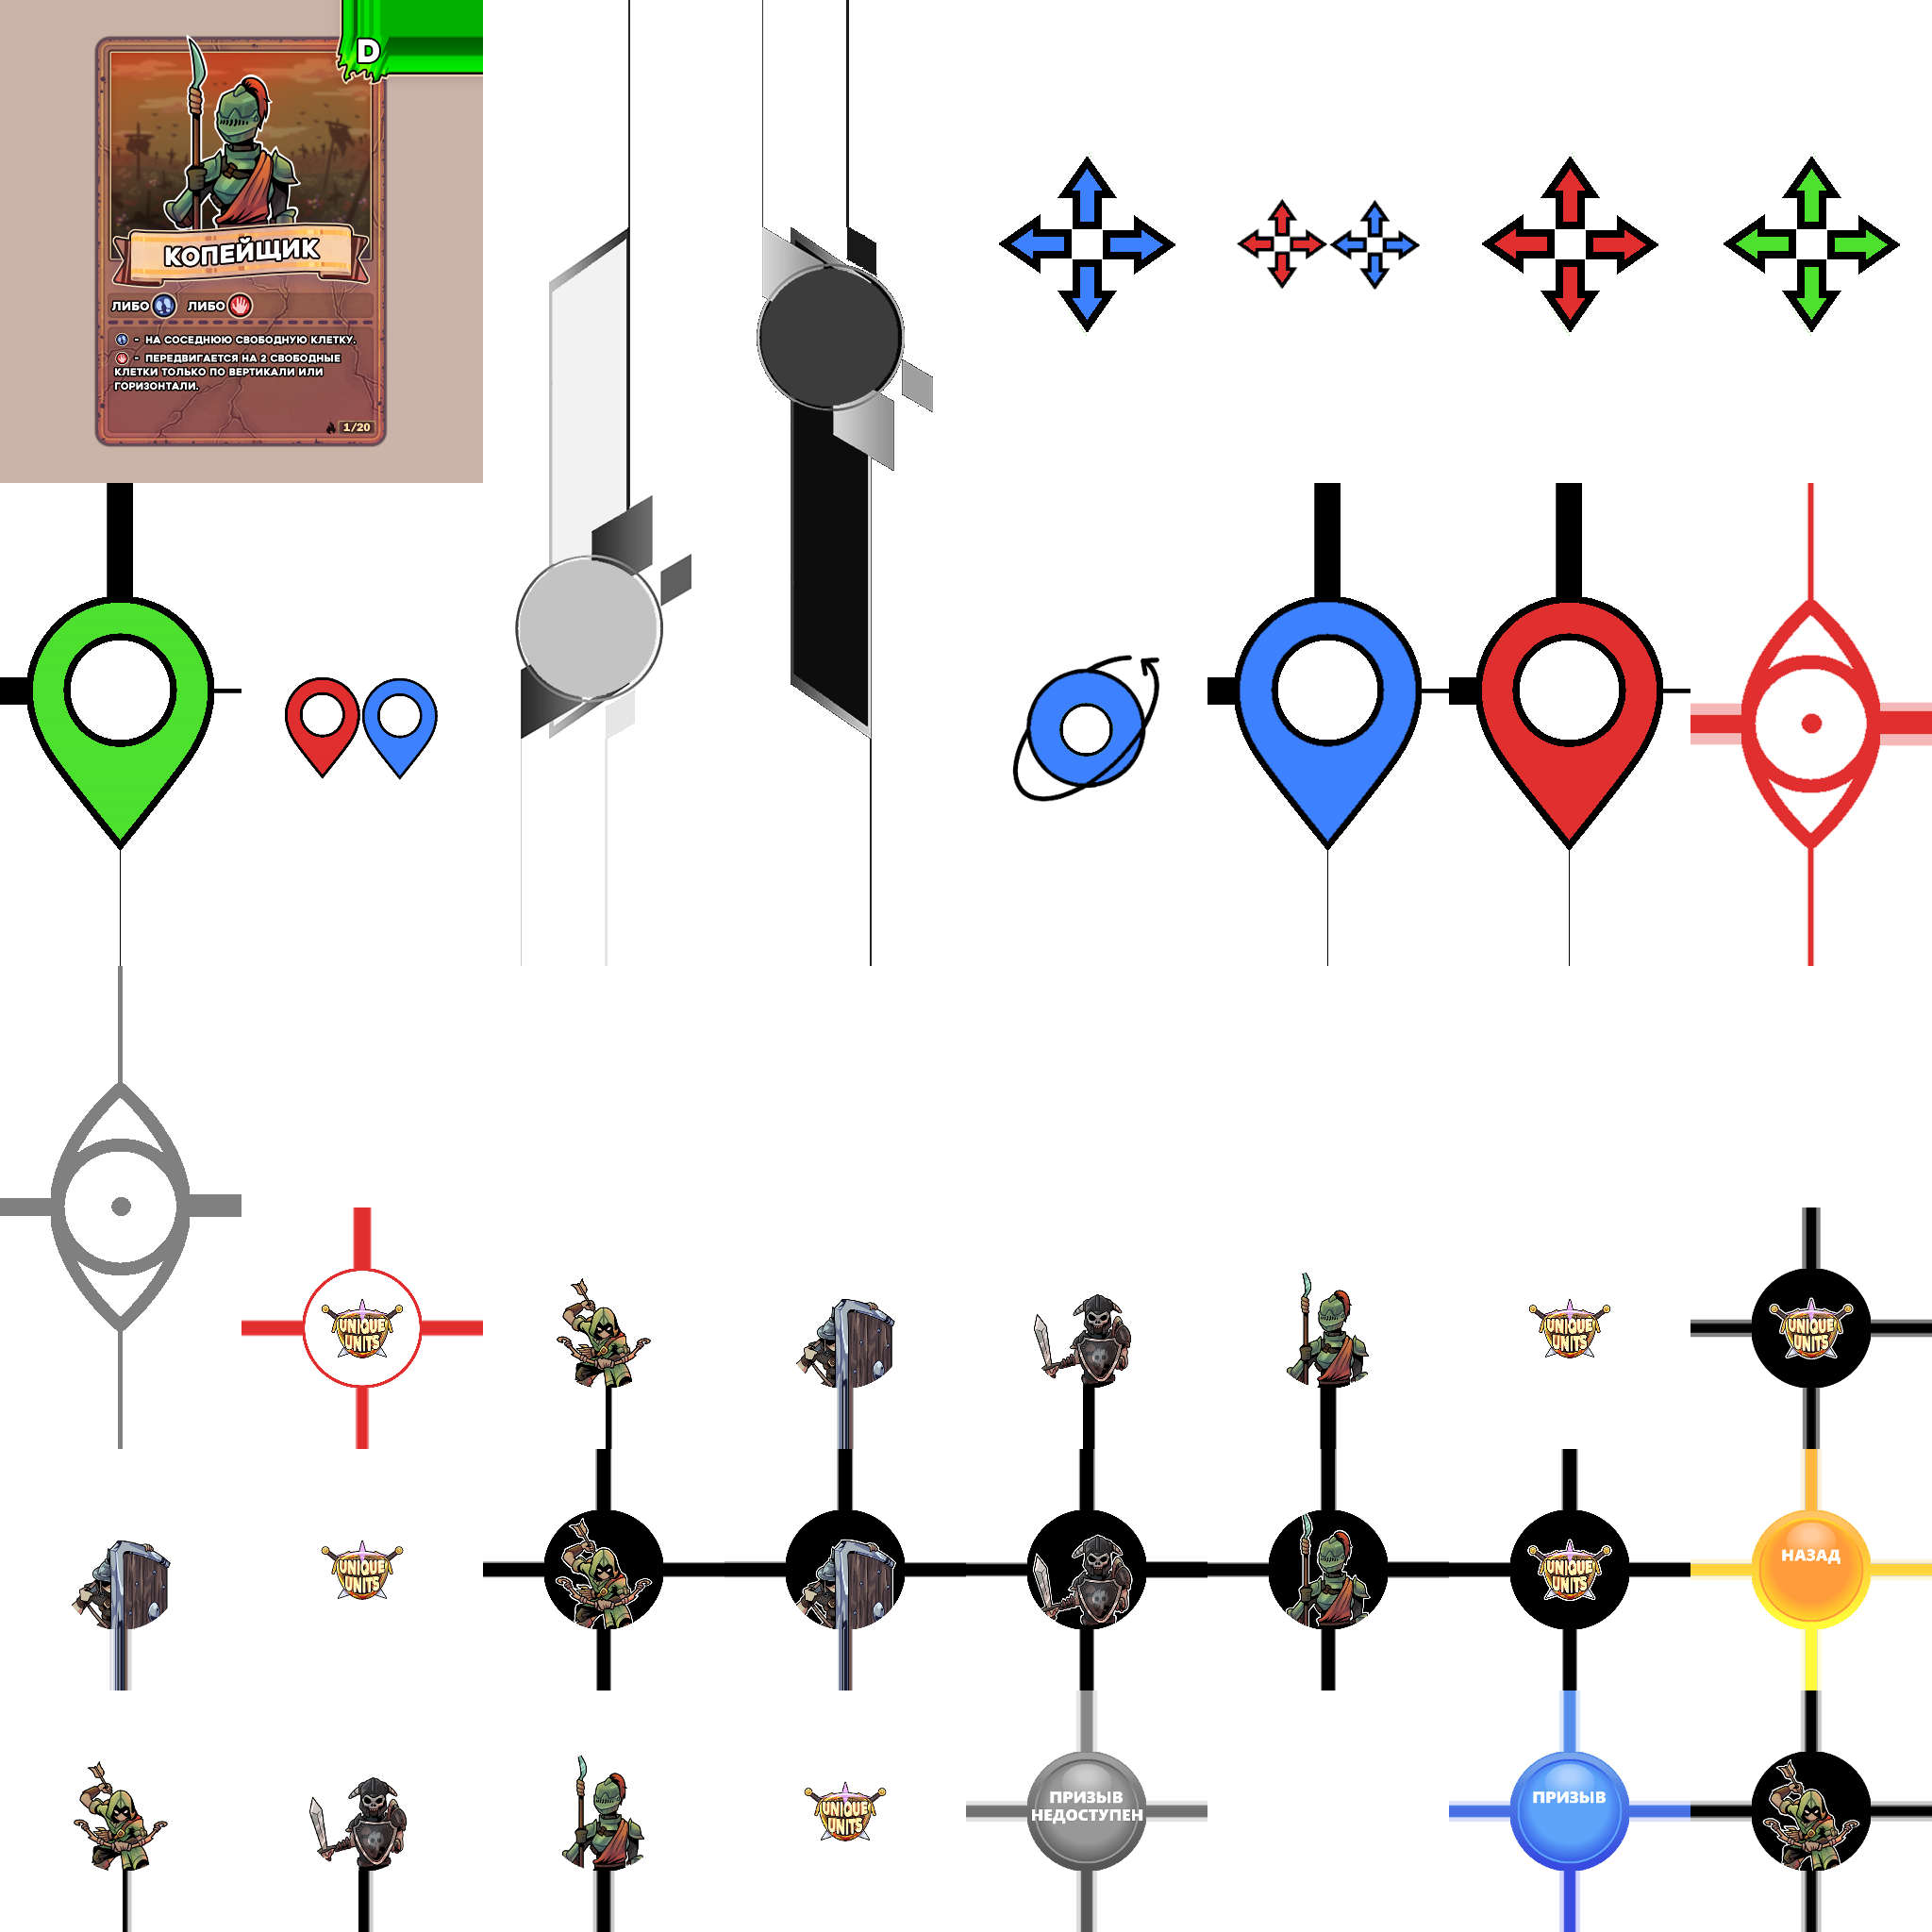 D
КОПЕЙЩИК
ЛИБО ЛИБО
- НА СОСЕДНЮЮ СВОБОДНУЮ КЛЕТКУ.
- ПЕРЕДВИГАЕТСЯ НА 2 СВОБОДНЫЕ
КЛЕТКИ ТОЛЬКО ПО ВЕРТИКАЛИ ИЛИ
ГОРИЗОНТАЛИ.
1/20
UNIQUE
UNITS
UNIQUE
UNITS
UNIQUE
UNITS
UNIQUE
UNITS
UNIQUE
UNITS
НАЗАД
UNIQUE
UNITS
ПРИЗЫВ
НЕДОСТУПЕН
ПРИЗЫВ